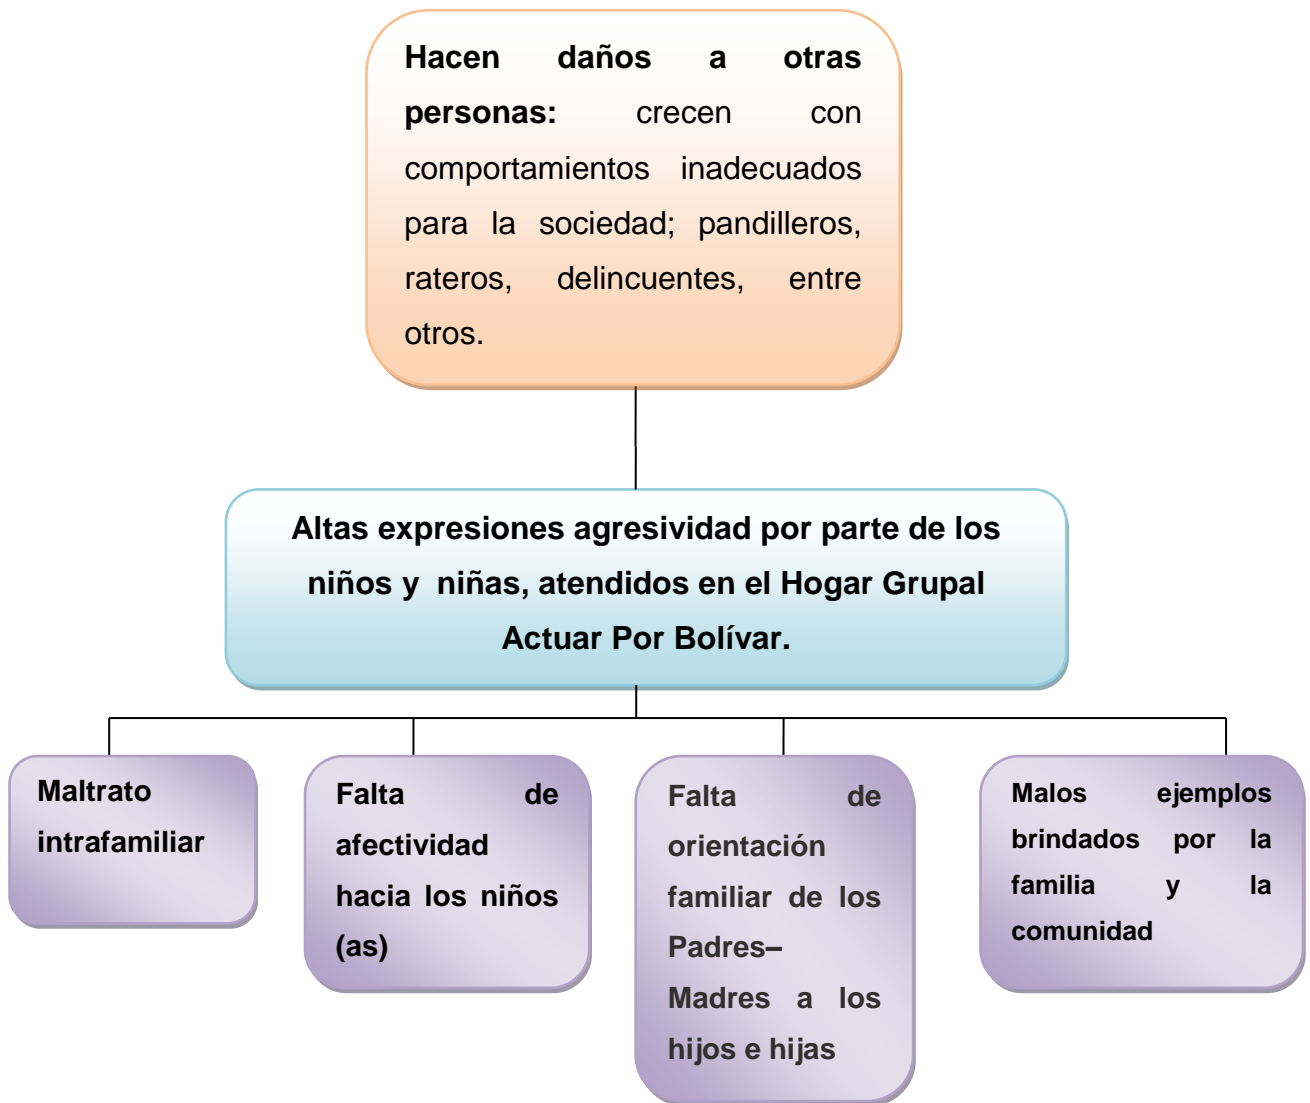 Hacen daños a otras
personas: crecen con
comportamientos inadecuados
para la sociedad; pandilleros,
rateros, delincuentes, entre
otros.
Altas expresiones agresividad por parte de los
niños y niñas, atendidos en el Hogar Grupal
Actuar Por Bolívar.
Maltrato
intrafamiliar
Falta de
afectividad
hacia los niños
(as)
Falta de
orientación
familiar de los
Padres–
Madres a los
hijos e hijas
Malos ejemplos
brindados por la
familia y la
comunidad